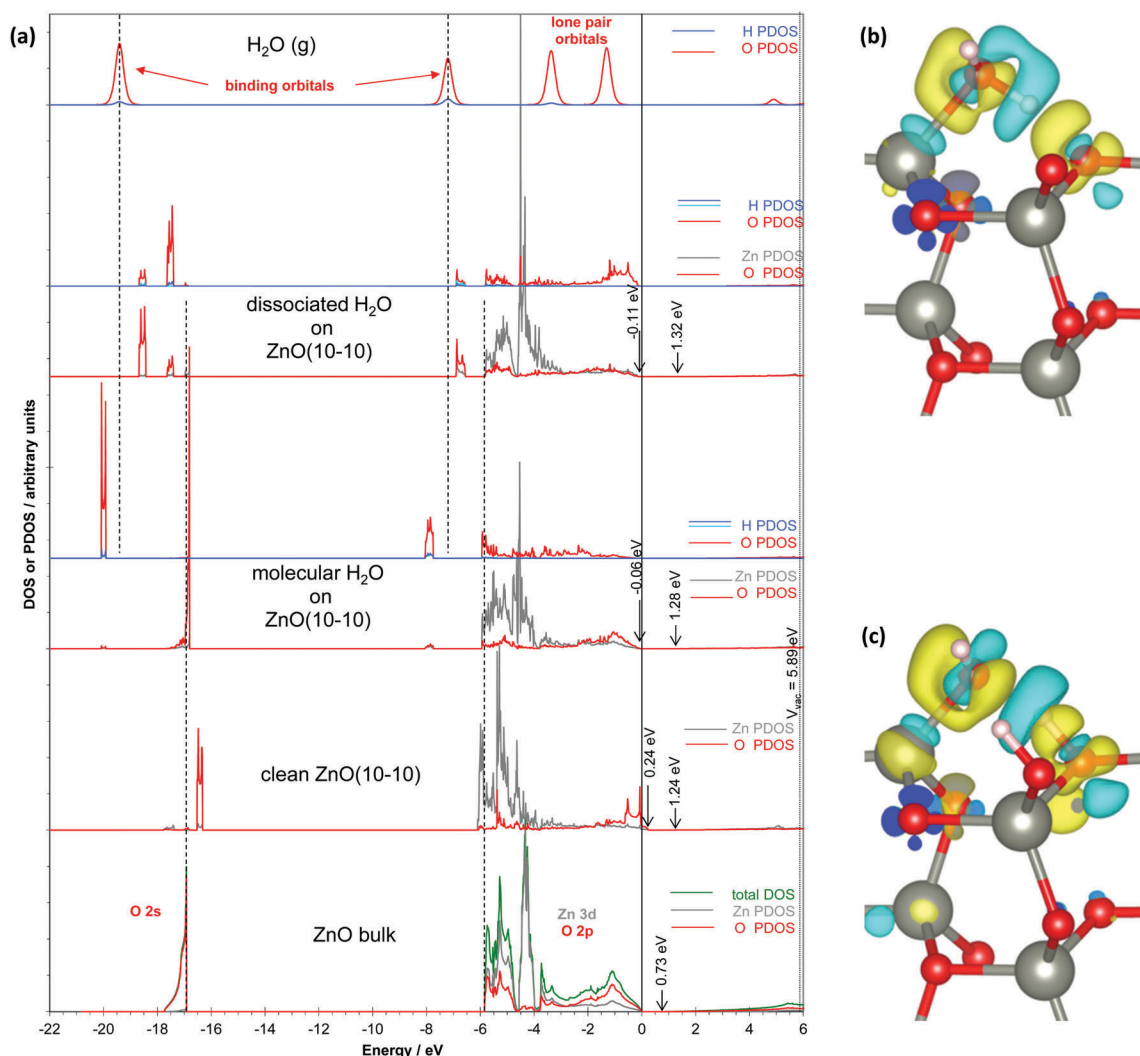 (a)
H₂O (g)
binding orbitals
lone pair
orbitals
H PDOS
O PDOS
H PDOS
O PDOS
Zn PDOS
O PDOS
dissociated H₂O
on
ZnO(10-10)
-0.11 eV
1.32 eV
H PDOS
O PDOS
molecular H₂O
on
ZnO(10-10)
Zn PDOS
O PDOS
-0.06 eV
1.28 eV
Vvac = 5.89 eV
clean ZnO(10-10)
Zn PDOS
O PDOS
0.24 eV
1.24 eV
O 2s
ZnO bulk
Zn 3d
O 2p
total DOS
Zn PDOS
O PDOS
0.73 eV
DOS or PDOS / arbitrary units
-22 -20 -18 -16 -14 -12 -10 -8 -6 -4 -2 0 2 4 6
Energy / eV
(b)
(c)